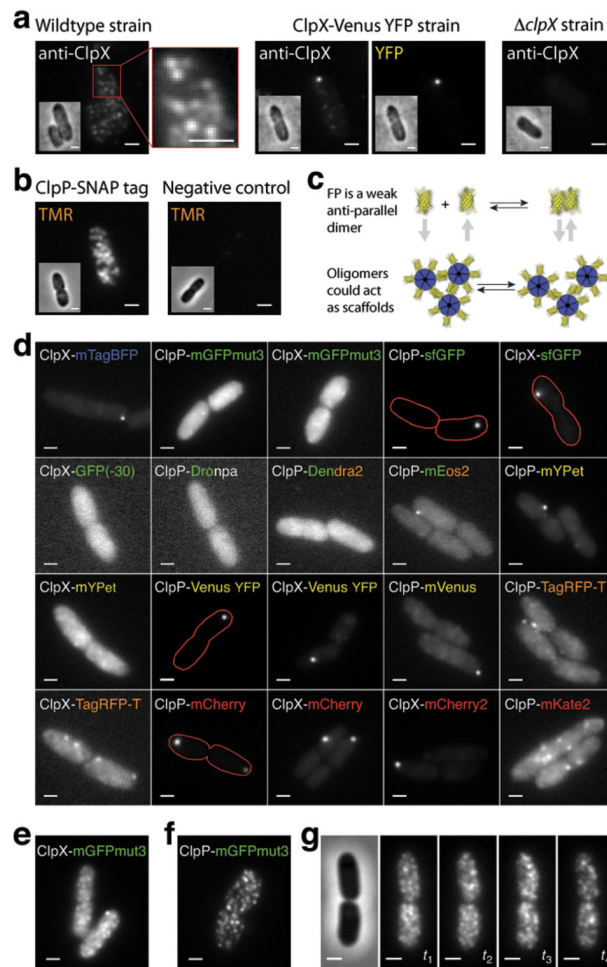 a
Wildtype strain
anti-ClpX
ClpX-Venus YFP strain
anti-ClpX
YFP
ΔclpX strain
anti-ClpX
b
ClpP-SNAP tag
TMR
Negative control
TMR
c
FP is a weak
anti-parallel
dimer
+
Oligomers
could act
as scaffolds
d
ClpX-mTagBFP
ClpP-mGFPmut3
ClpX-mGFPmut3
ClpP-sfGFP
ClpX-sfGFP
ClpX-GFP(-30)
ClpP-Dronpa
ClpP-Dendra2
ClpP-mEos2
ClpP-mYPet
ClpX-mYPet
ClpP-Venus YFP
ClpX-Venus YFP
ClpP-mVenus
ClpP-TagRFP-T
ClpX-TagRFP-T
ClpP-mCherry
ClpX-mCherry
ClpX-mCherry2
ClpP-mKate2
e
ClpX-mGFPmut3
f
ClpP-mGFPmut3
g
t1
t2
t3